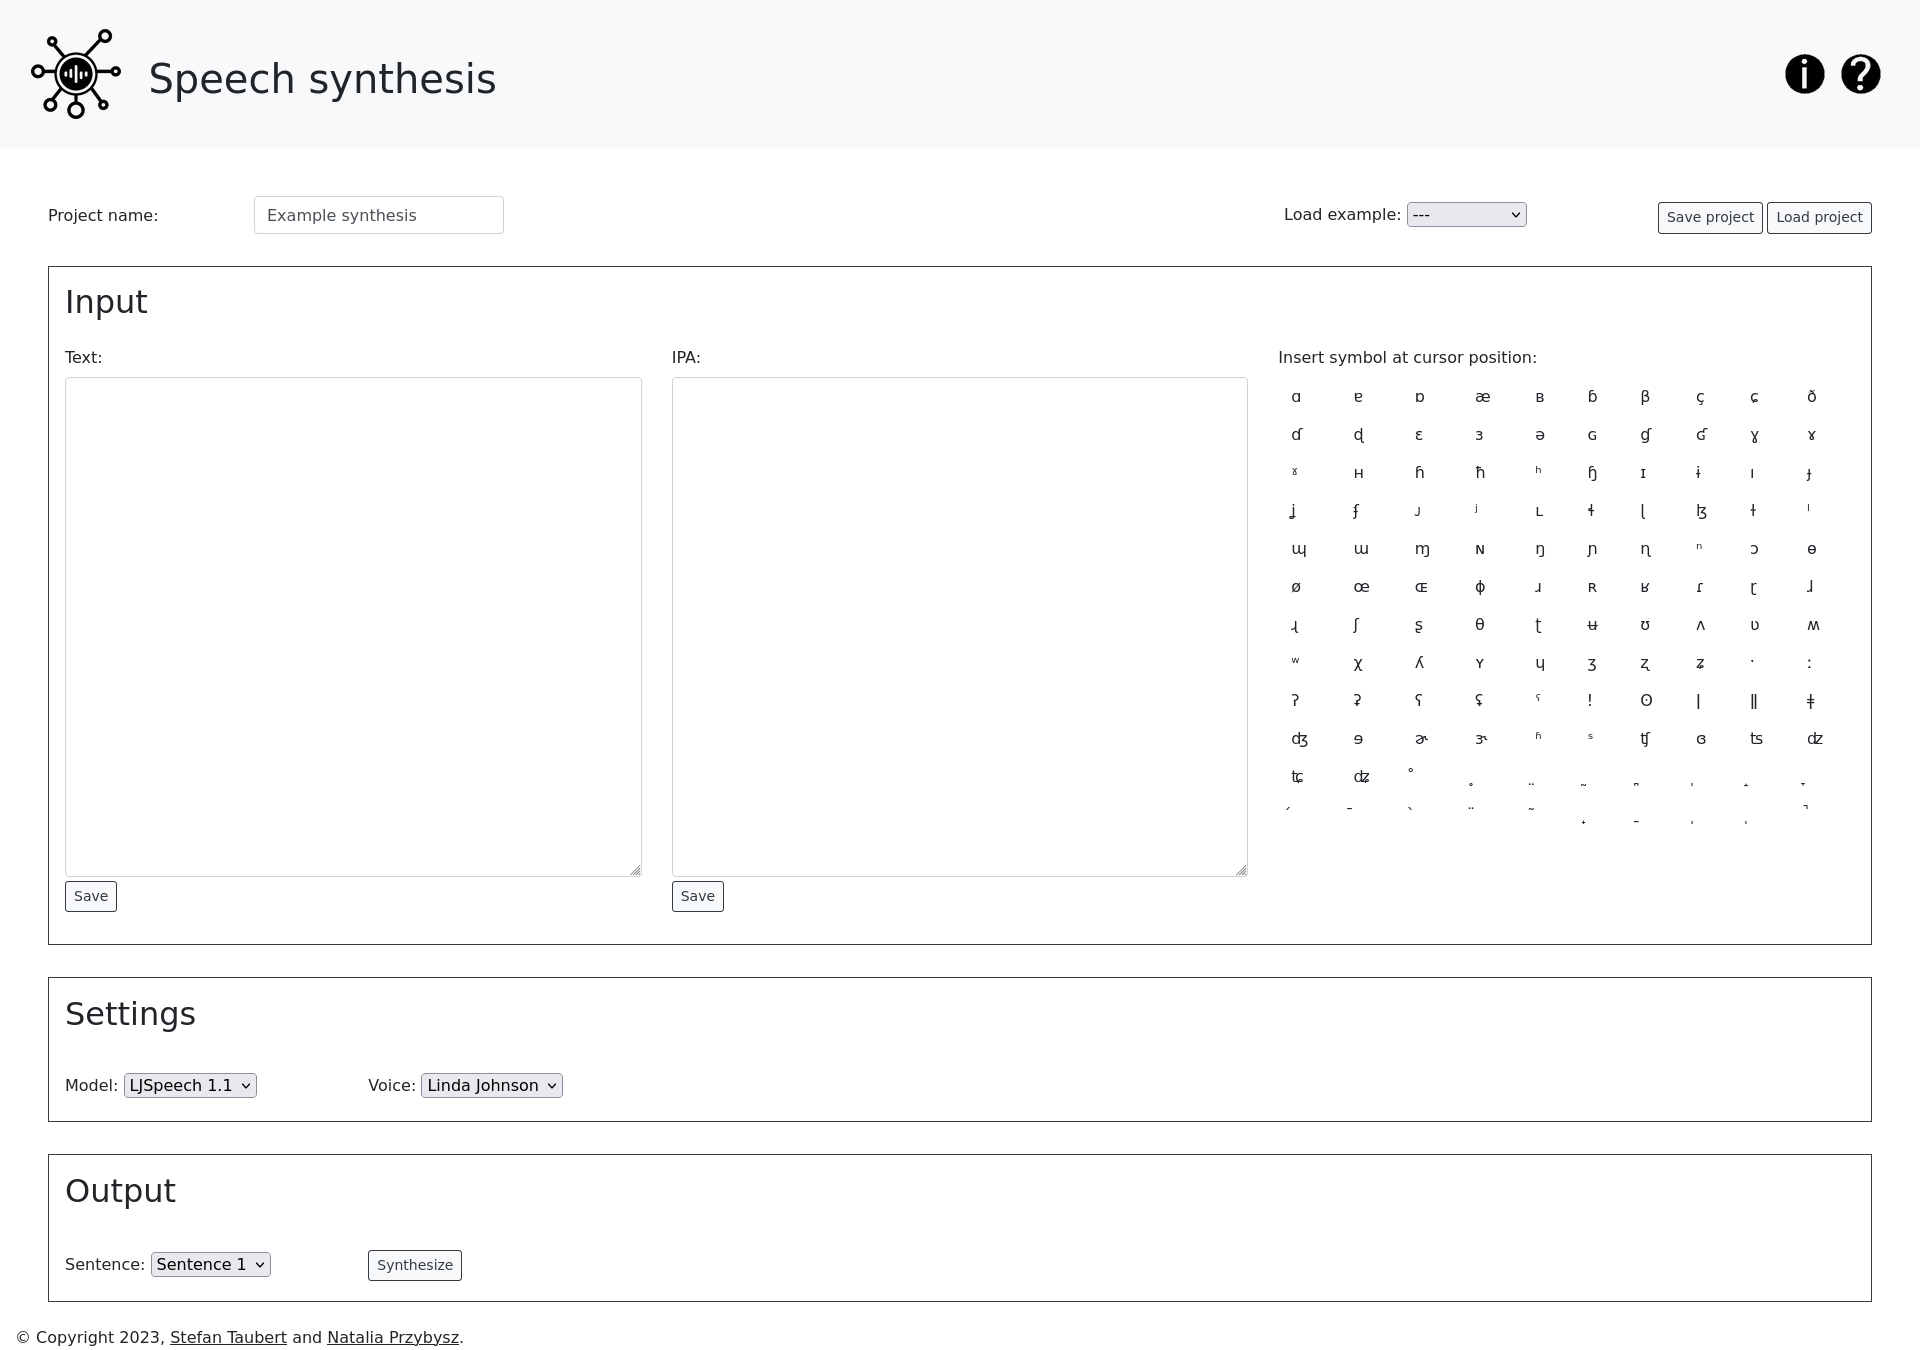 Speech synthesis
Project name: Example synthesis Load example: --- Save project Load project
Input
Text: IPA: Insert symbol at cursor position:
ɑ ɐ ɒ æ ʙ ɓ β ç ɕ ð
ɗ ɖ ɛ ɜ ə ɢ ɠ ʛ ɣ ɤ
ˠ ʜ ɦ ħ ʰ ɧ ɪ ɨ ı ɟ
ʝ ʄ ᴊ ʲ ʟ ɬ ɭ ɮ ɫ ˡ
ɰ ɯ ɱ ɴ ŋ ɲ ɳ ⁿ ɔ ɵ
ø œ ɶ ɸ ɹ ʀ ʁ ɾ ɽ ɺ
ɻ ʃ ʂ θ ʈ ʉ ʊ ʌ ʋ ʍ
ʷ χ ʎ ʏ ɥ ʒ ʐ ʑ ˑ ː
ʔ ʡ ʕ ʢ ˤ ǃ ʘ ǀ ǁ ǂ
ʤ ɘ ɚ ɝ ʱ ˢ ʧ ɞ ʦ ʣ
ʨ ʥ
Save Save
Settings
Model: LJSpeech 1.1 Voice: Linda Johnson
Output
Sentence: Sentence 1 Synthesize
© Copyright 2023, Stefan Taubert and Natalia Przybysz.